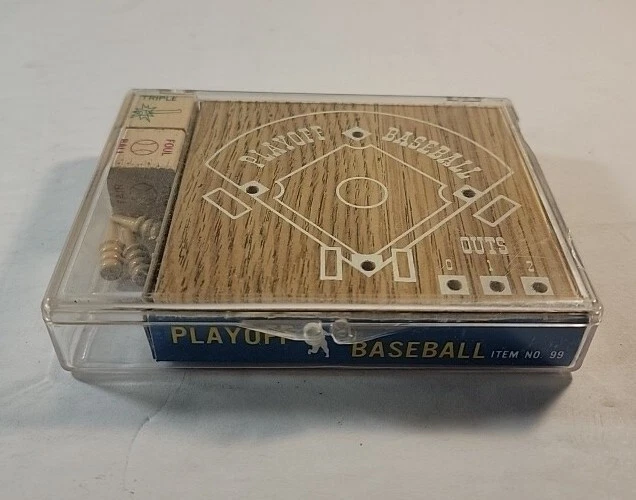 TRIPLE
FOUL
PLAYOFF BASEBALL
OUTS
0 1 2
PLAYOFF BASEBALL ITEM NO. 99